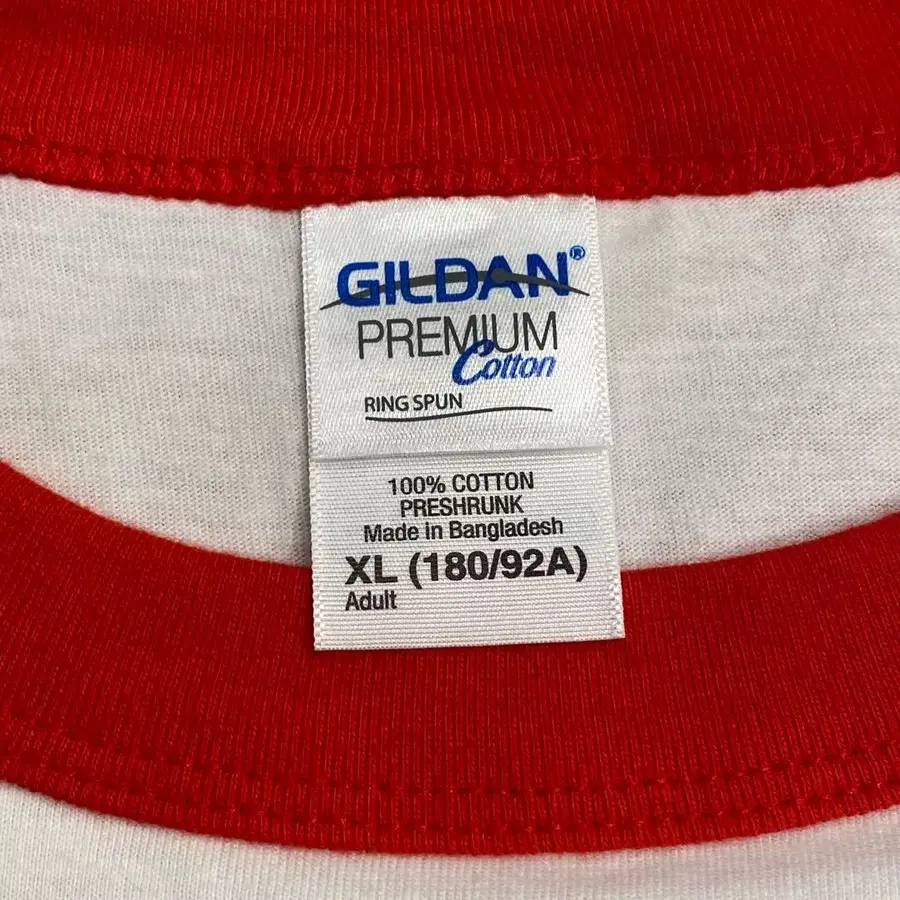 GILDAN®
PREMIUM
Cotton
RING SPUN
100% COTTON
PRESHRUNK
Made in Bangladesh
XL (180/92A)
Adult